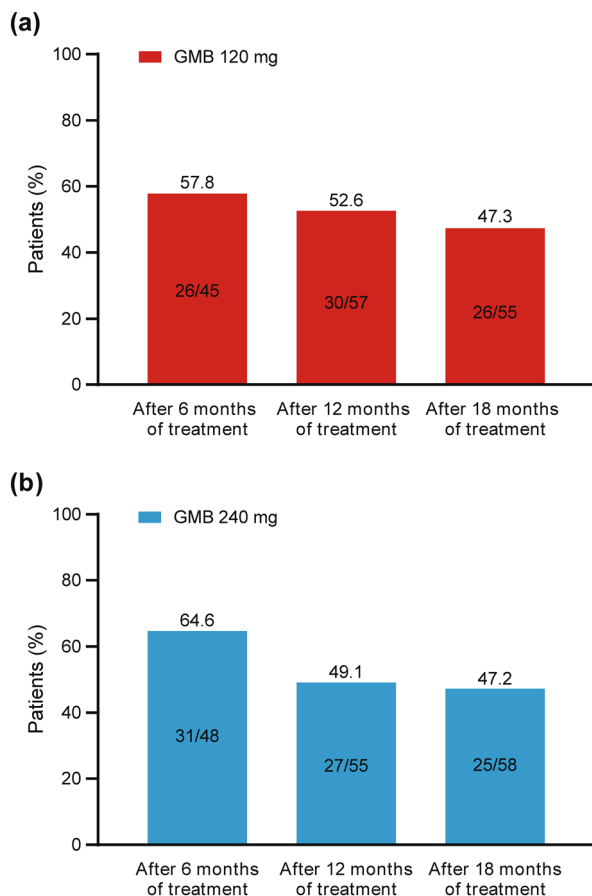 (a)
GMB 120 mg
Patients (%)
100
80
60
40
20
0
57.8
52.6
47.3
26/45
30/57
26/55
After 6 months
of treatment
After 12 months
of treatment
After 18 months
of treatment
(b)
GMB 240 mg
Patients (%)
100
80
60
40
20
0
64.6
49.1
47.2
31/48
27/55
25/58
After 6 months
of treatment
After 12 months
of treatment
After 18 months
of treatment